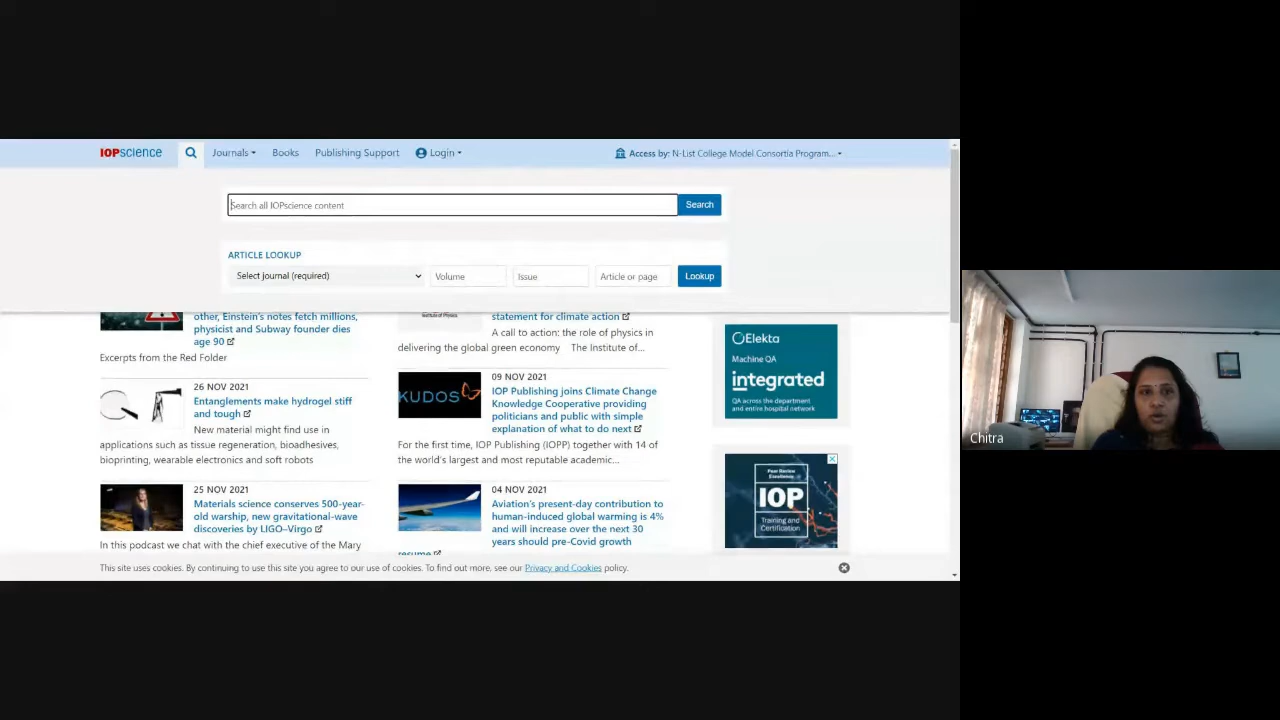 IOPscience
Journals
Books
Publishing Support
Login
Access by: N-List College Model Consortia Program...
Search all IOPscience content
Search
ARTICLE LOOKUP
Select journal (required)
Volume
Issue
Article or page
Lookup
other, Einstein's notes fetch millions,
physicist and Subway founder dies
age 90
Excerpts from the Red Folder
26 NOV 2021
Entanglements make hydrogel stiff
and tough
New material might find use in
applications such as tissue regeneration, bioadhesives,
bioprinting, wearable electronics and soft robots
25 NOV 2021
Materials science conserves 500-year-
old warship, new gravitational-wave
discoveries by LIGO–Virgo
In this podcast we chat with the chief executive of the Mary
statement for climate action
A call to action: the role of physics in
delivering the global green economy The Institute of...
KUDOS
09 NOV 2021
IOP Publishing joins Climate Change
Knowledge Cooperative providing
politicians and public with simple
explanation of what to do next
For the first time, IOP Publishing (IOPP) together with 14 of
the world's largest and most reputable academic...
04 NOV 2021
Aviation's present-day contribution to
human-induced global warming is 4%
and will increase over the next 30
years should pre-Covid growth
resume
Elekta
Machine QA
integrated
QA across the department
and entire hospital network
Peer Review
Excellence
IOP
Training and
Certification
This site uses cookies. By continuing to use this site you agree to our use of cookies. To find out more, see our Privacy and Cookies policy.
Chitra